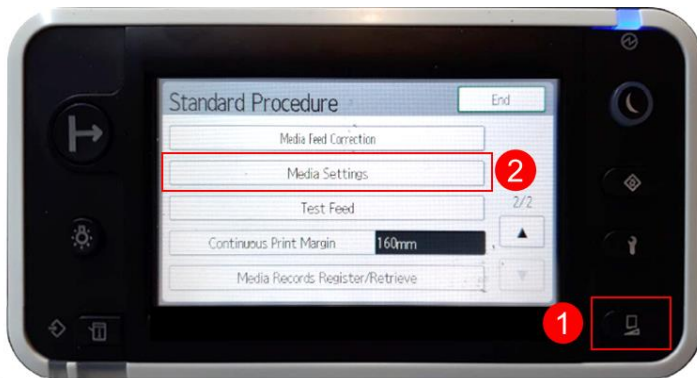 Standard Procedure
End
Media Feed Correction
Media Settings
2
Test Feed
2/2
Continuous Print Margin
160mm
Media Records Register/Retrieve
1